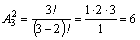 A₃² = 3! / (3 − 2)! = 1 · 2 · 3 / 1 = 6